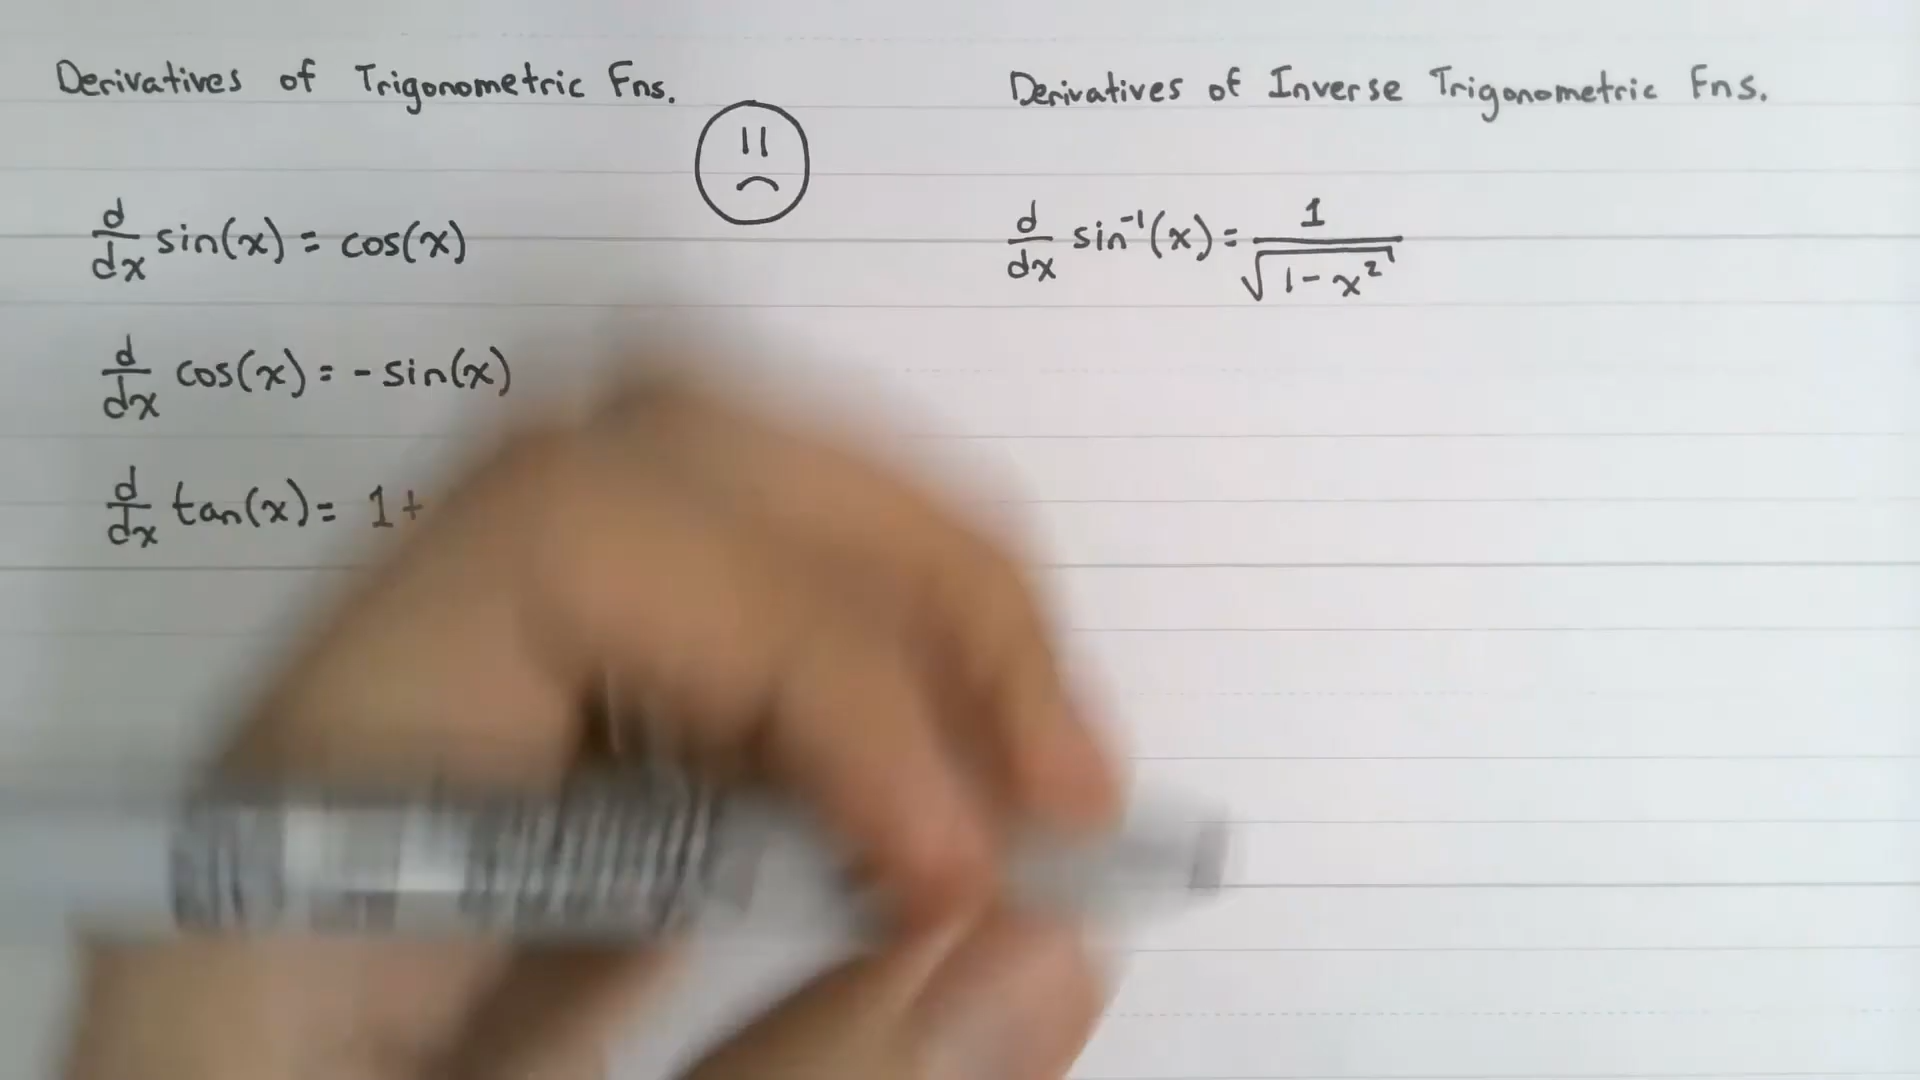 Derivatives of Trigonometric Fns.
d/dx sin(x) = cos(x)
d/dx cos(x) = - sin(x)
d/dx tan(x) = 1 +
Derivatives of Inverse Trigonometric Fns.
d/dx sin⁻¹(x) = 1/√(1 - x²)